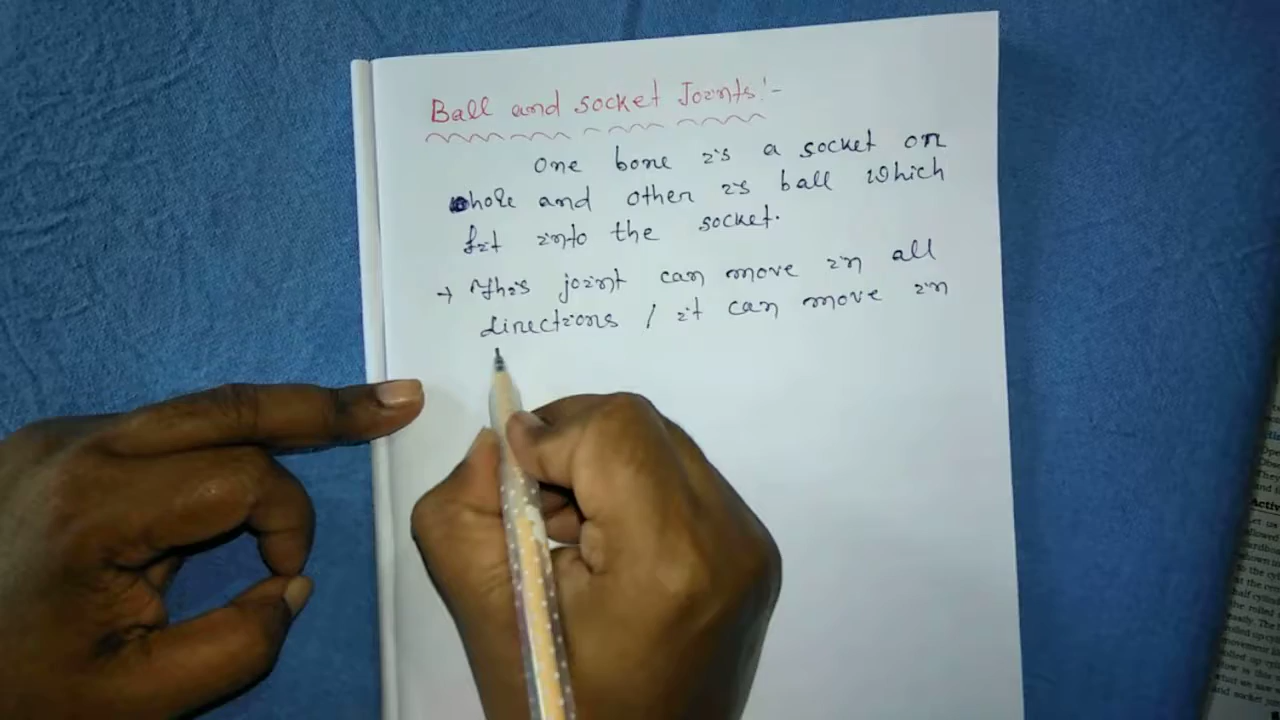 Ball and socket Joints:-
One bone is a socket or
hole and other is ball which
fit into the socket.
→ This joint can move in all
directions / it can move in
Activ